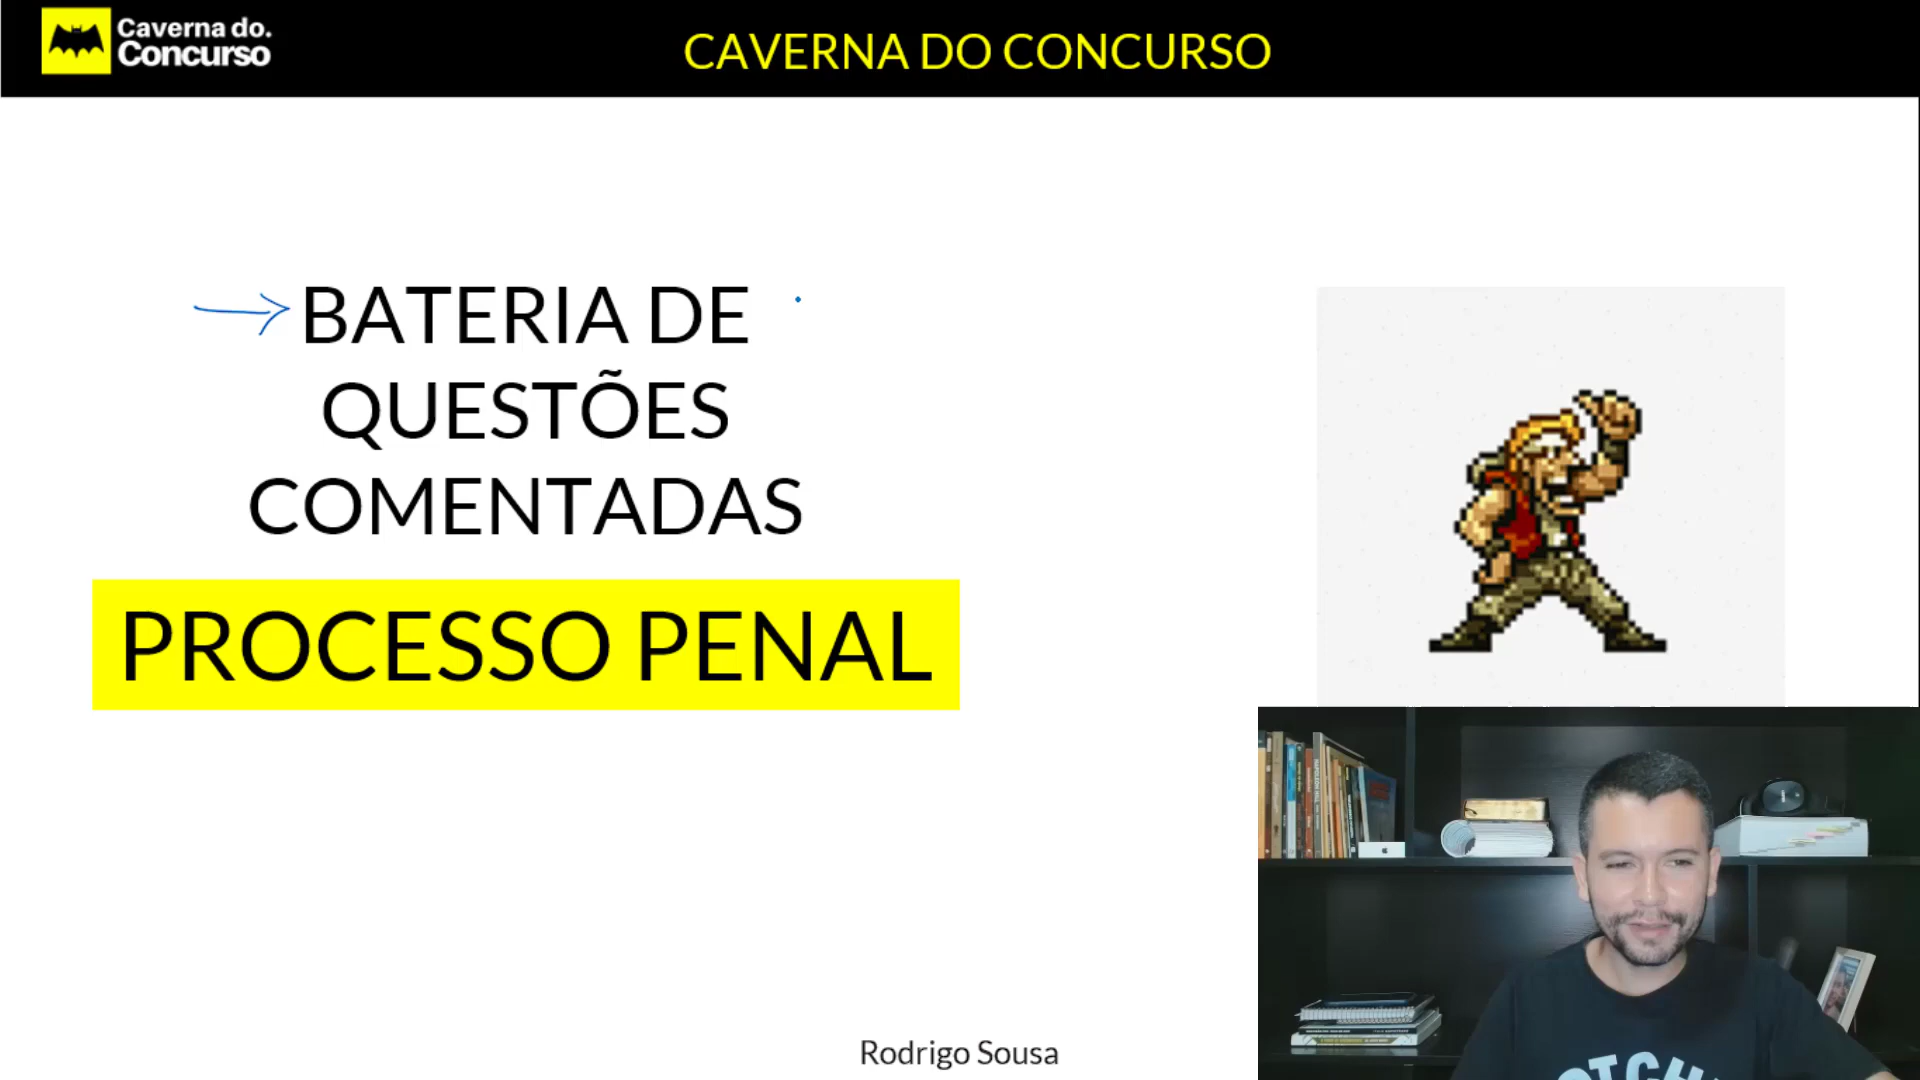 Caverna do.
Concurso
CAVERNA DO CONCURSO
BATERIA DE
QUESTÕES
COMENTADAS
PROCESSO PENAL
Rodrigo Sousa